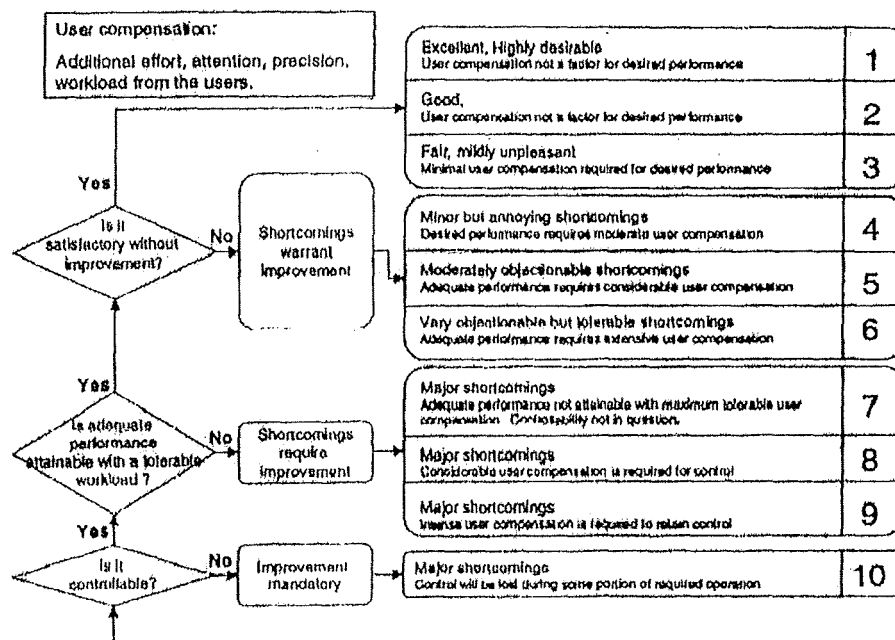 User compensation:
Additional effort, attention, precision,
workload from the users.
Excellent, Highly desirable
User compensation not a factor for desired performance
1
Good,
User compensation not a factor for desired performance
2
Fair, mildly unpleasant
Minimal user compensation required for desired performance
3
Yes
Is it
satisfactory without
improvement?
No
Shortcomings
warrant
improvement
Minor but annoying shortcomings
Desired performance requires moderate user compensation
4
Moderately objectionable shortcomings
Adequate performance requires considerable user compensation
5
Very objectionable but tolerable shortcomings
Adequate performance requires extensive user compensation
6
Yes
Is adequate
performance
attainable with a tolerable
workload ?
No
Shortcomings
require
improvement
Major shortcomings
Adequate performance not attainable with maximum tolerable user
compensation. Controllability not in question.
7
Major shortcomings
Considerable user compensation is required for control
8
Major shortcomings
Intense user compensation is required to retain control
9
Yes
Is it
controllable?
No
Improvement
mandatory
Major shortcomings
Control will be lost during some portion of required operation
10